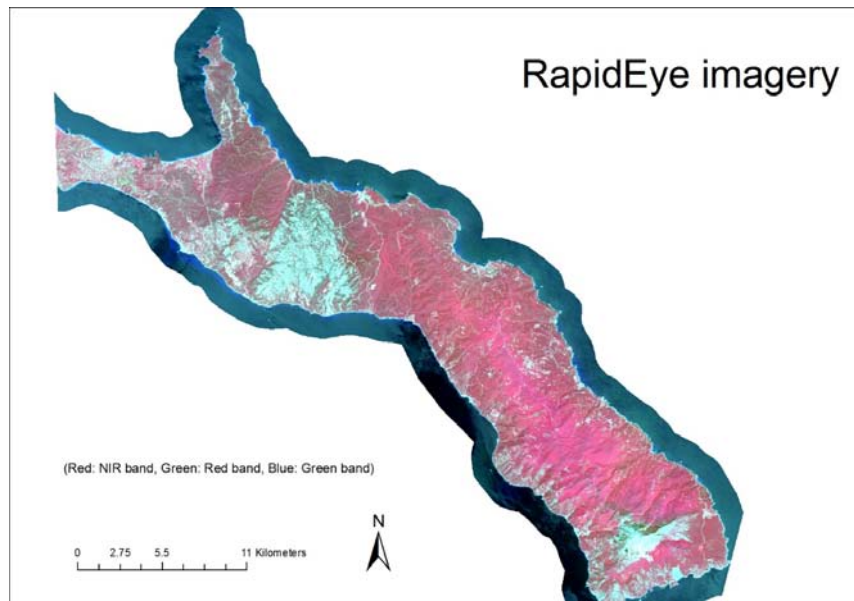 RapidEye imagery
(Red: NIR band, Green: Red band, Blue: Green band)
N
0 2.75 5.5 11 Kilometers